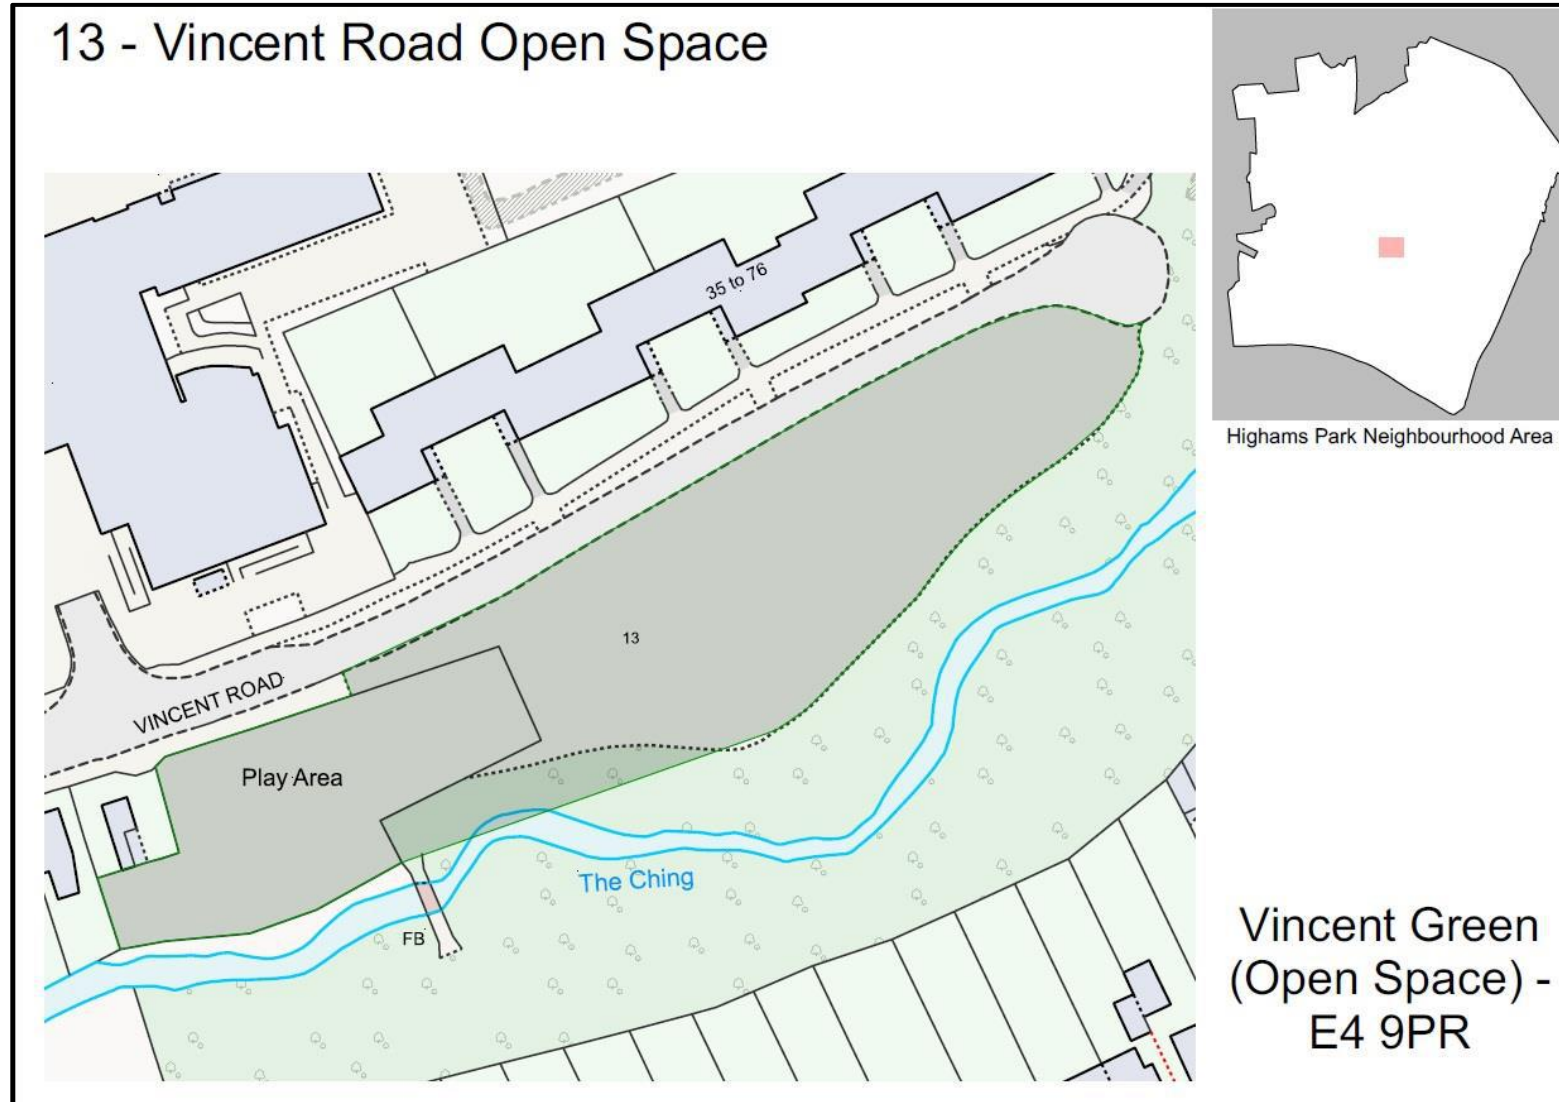 13 - Vincent Road Open Space
Highams Park Neighbourhood Area
35 to 76
13
VINCENT ROAD
Play Area
The Ching
FB
Vincent Green
(Open Space) -
E4 9PR